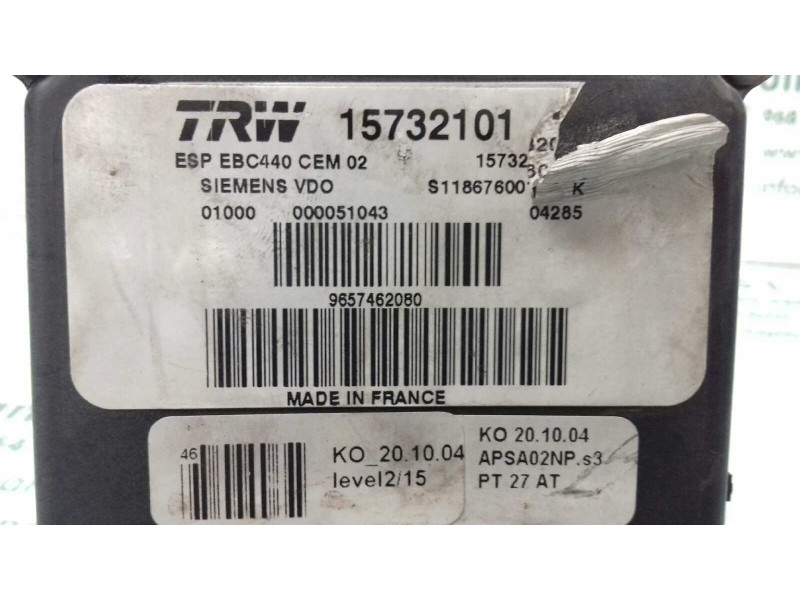 TRW 15732101
ESP EBC440 CEM 02 15732
SIEMENS VDO S118676001 K
01000 000051043 04285
9657462080
MADE IN FRANCE
46
KO_20.10.04
level2/15
KO 20.10.04
APSA02NP.s3
PT 27 AT